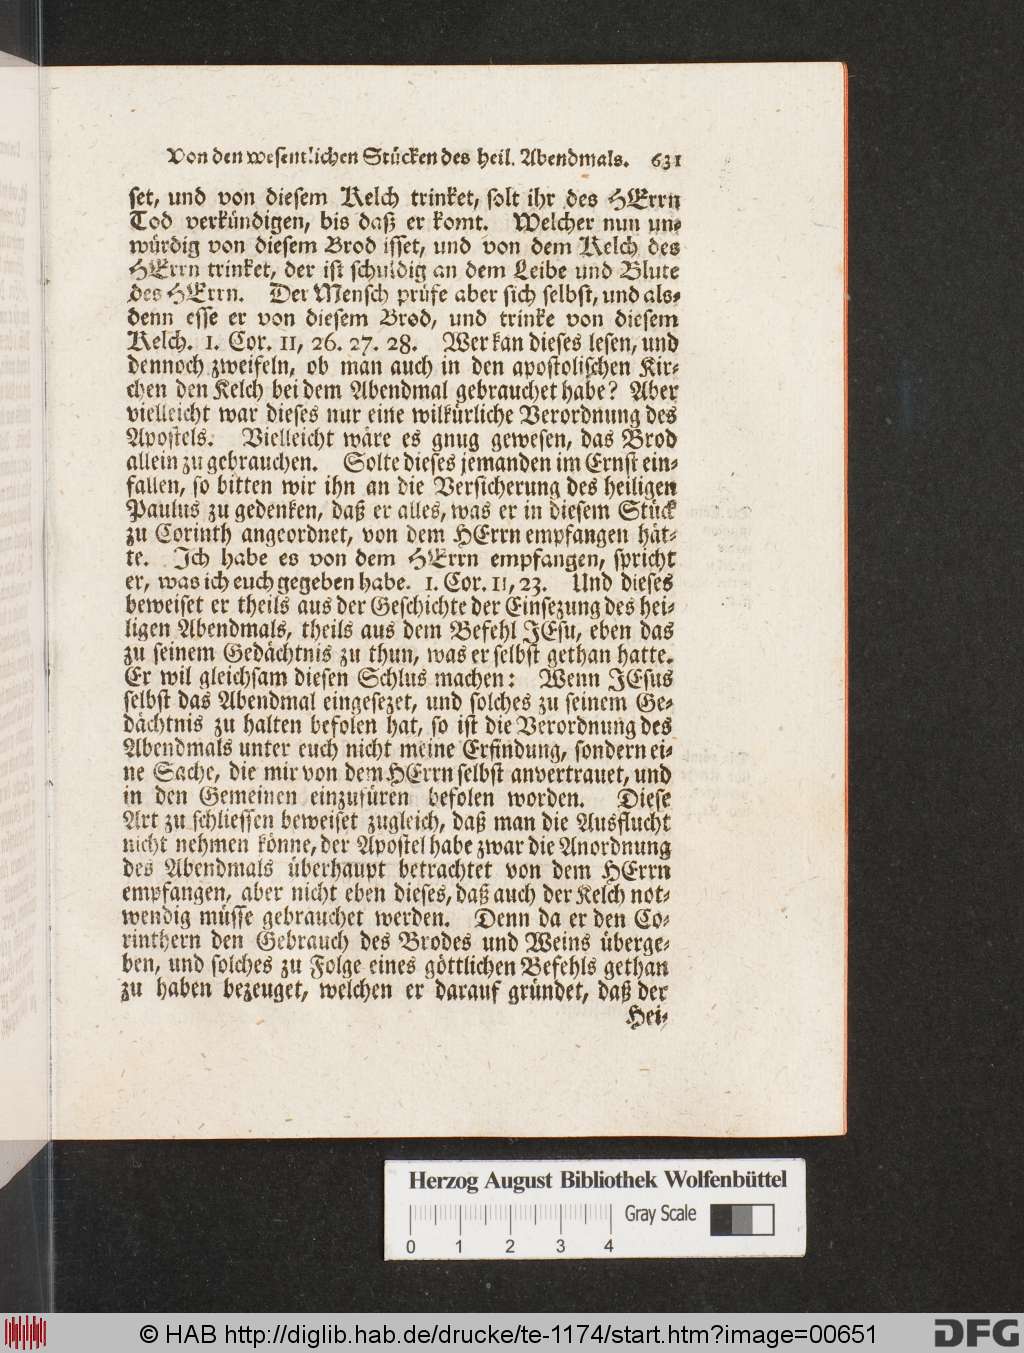 Von den wesentlichen Stücken des heil. Abendmals. 631
set, und von diesem Kelch trinket, solt ihr des HErrn
Tod verkündigen, bis daß er komt. Welcher nun un-
würdig von diesem Brod isset, und von dem Kelch des
HErrn trinket, der ist schuldig an dem Leibe und Blute
des HErrn. Der Mensch prüfe aber sich selbst, und als-
denn esse er von diesem Brod, und trinke von diesem
Kelch. 1. Cor. 11, 26. 27. 28. Wer kan dieses lesen, und
dennoch zweifeln, ob man auch in den apostolischen Kir-
chen den Kelch bei dem Abendmal gebrauchet habe? Aber
vielleicht war dieses nur eine wilkürliche Verordnung des
Apostels. Vielleicht wäre es gnug gewesen, das Brod
allein zu gebrauchen. Solte dieses jemanden im Ernst ein-
fallen, so bitten wir ihn an die Versicherung des heiligen
Paulus zu gedenken, daß er alles, was er in diesem Stück
zu Corinth angeordnet, von dem HErrn empfangen hät-
te. Ich habe es von dem HErrn empfangen, spricht
er, was ich euch gegeben habe. 1. Cor. 11, 23. Und dieses
beweiset er theils aus der Geschichte der Einsezung des hei-
ligen Abendmals, theils aus dem Befehl JEsu, eben das
zu seinem Gedächtnis zu thun, was er selbst gethan hatte.
Er wil gleichsam diesen Schlus machen: Wenn JEsus
selbst das Abendmal eingesezet, und solches zu seinem Ge-
dächtnis zu halten befolen hat, so ist die Verordnung des
Abendmals unter euch nicht meine Erfindung, sondern ei-
ne Sache, die mir von dem HErrn selbst anvertrauet, und
in den Gemeinen einzufüren befolen worden. Diese
Art zu schliessen beweiset zugleich, daß man die Ausflucht
nicht nehmen könne, der Apostel habe zwar die Anordnung
des Abendmals überhaupt betrachtet von dem HErrn
empfangen, aber nicht eben dieses, daß auch der Kelch not-
wendig müsse gebrauchet werden. Denn da er den Co-
rinthern den Gebrauch des Brodes und Weins überge-
ben, und solches zu Folge eines göttlichen Befehls gethan
zu haben bezeuget, welchen er darauf gründet, daß der
Hei-
Herzog August Bibliothek Wolfenbüttel
Gray Scale
0 1 2 3 4
© HAB http://diglib.hab.de/drucke/te-1174/start.htm?image=00651
DFG